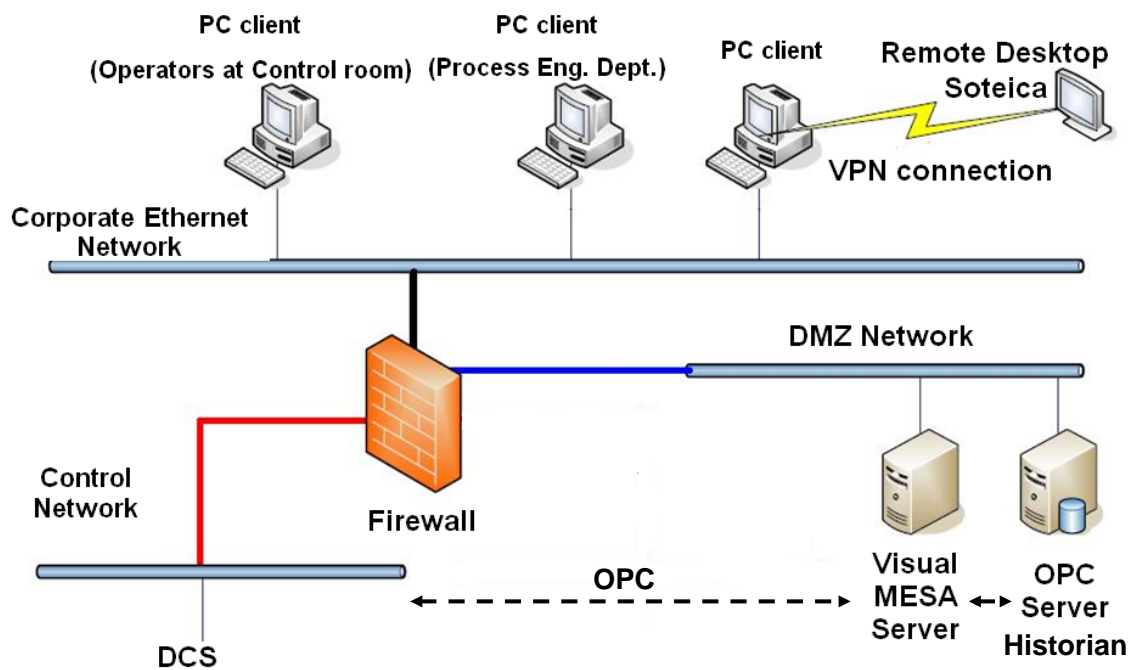 PC client
(Operators at Control room)
PC client
(Process Eng. Dept.)
PC client
Remote Desktop
Soteica
VPN connection
Corporate Ethernet
Network
DMZ Network
Control
Network
Firewall
OPC
Visual
MESA
Server
OPC
Server
Historian
DCS